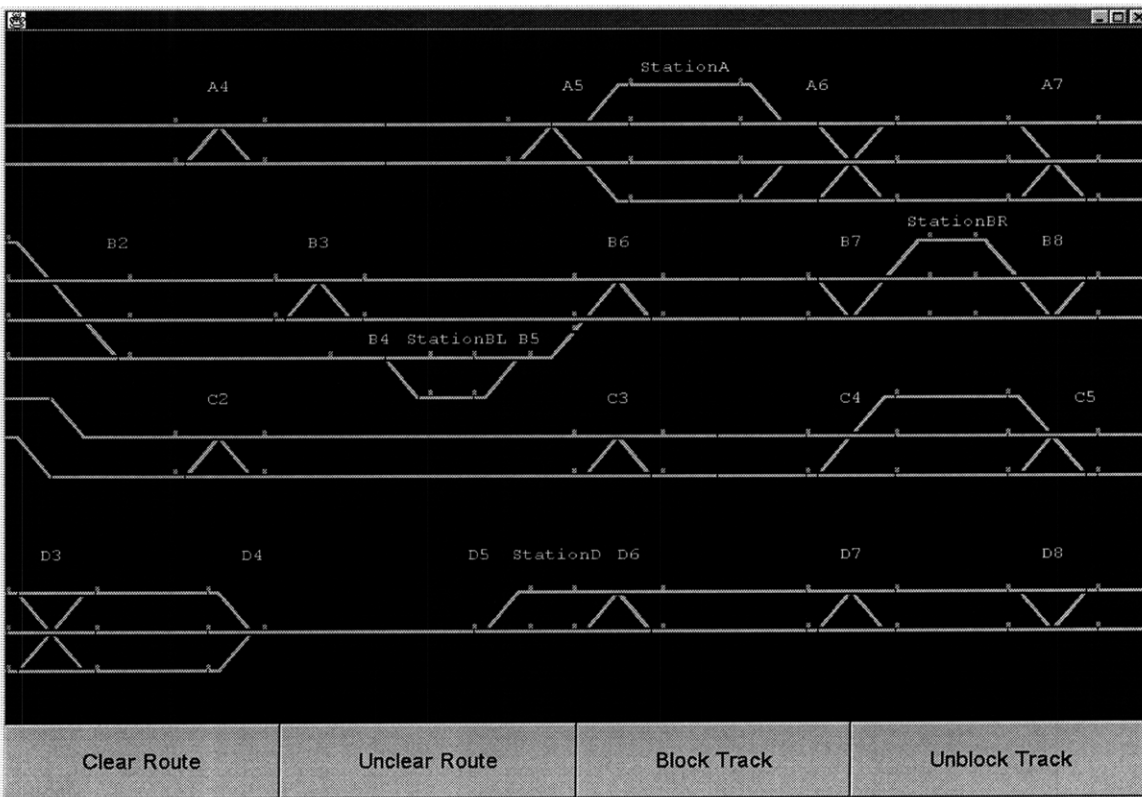 StationA
A4 A5 A6 A7
StationBR
B2 B3 B6 B7 B8
B4 StationBL B5
C2 C3 C4 C5
D3 D4 D5 StationD D6 D7 D8
Clear Route Unclear Route Block Track Unblock Track